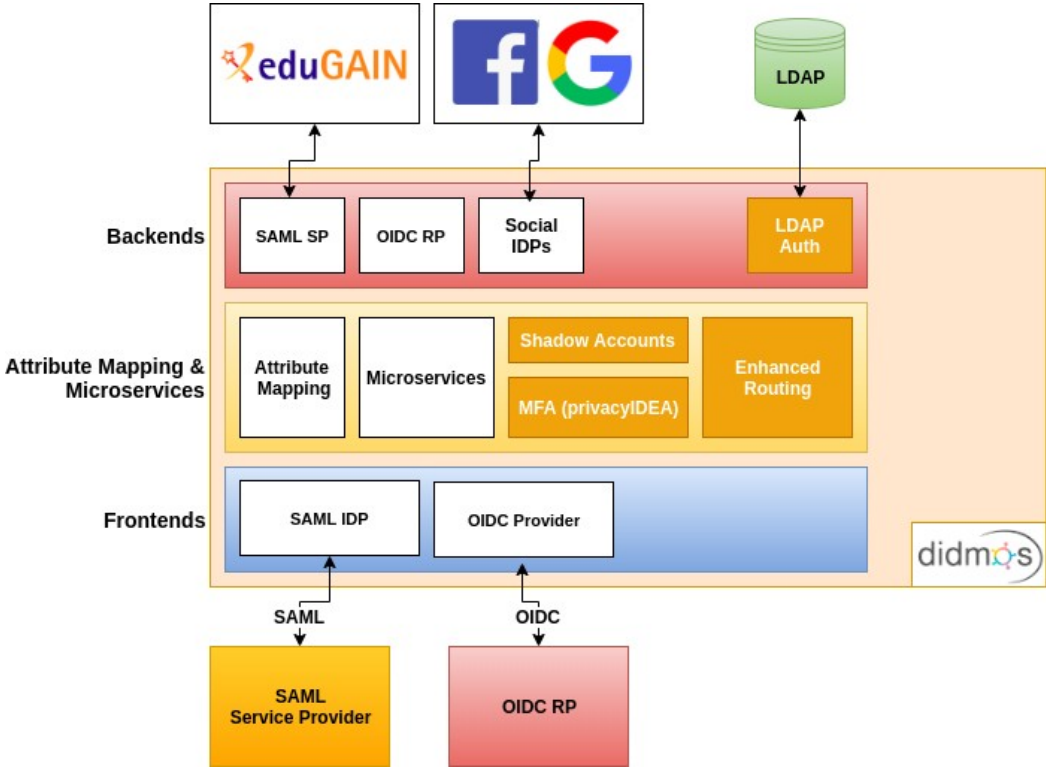 eduGAIN
f G
LDAP
Backends
SAML SP
OIDC RP
Social
IDPs
LDAP
Auth
Attribute Mapping &
Microservices
Attribute
Mapping
Microservices
Shadow Accounts
MFA (privacyIDEA)
Enhanced
Routing
Frontends
SAML IDP
OIDC Provider
didmos
SAML
OIDC
SAML
Service Provider
OIDC RP